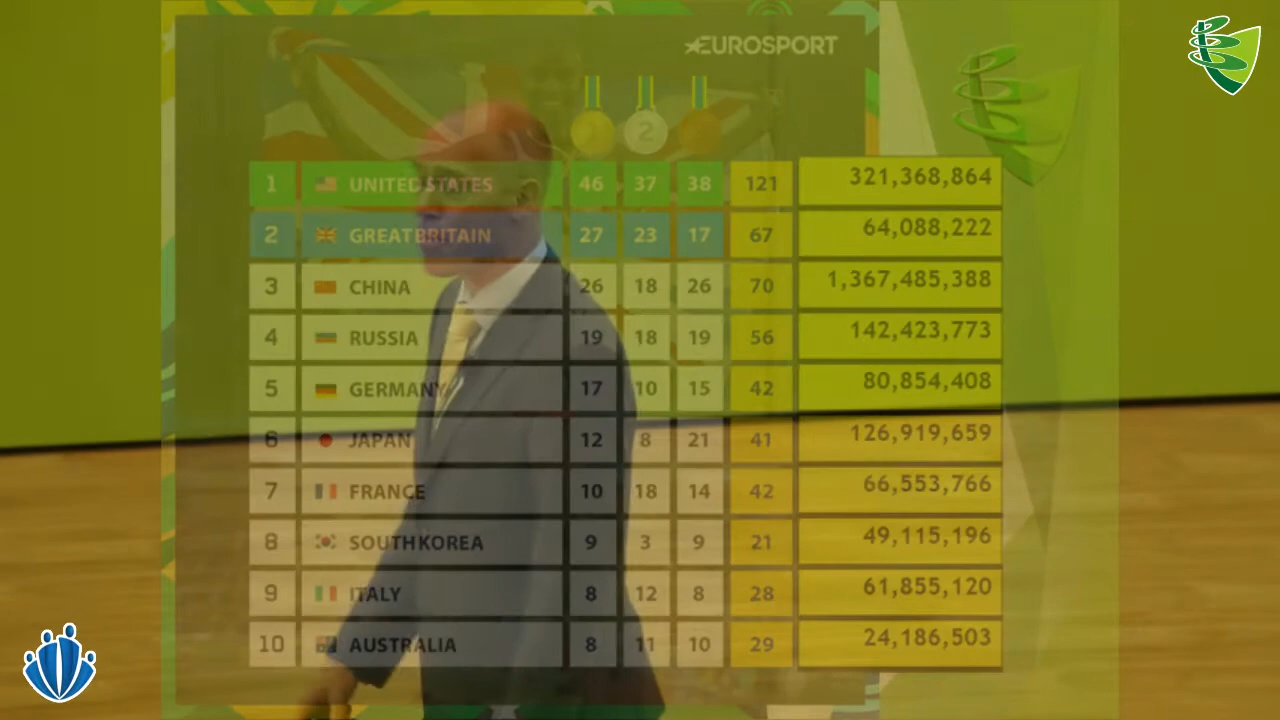 EUROSPORT
2
1 UNITED STATES 46 37 38 121 321,368,864
2 GREAT BRITAIN 27 23 17 67 64,088,222
3 CHINA 26 18 26 70 1,367,485,388
4 RUSSIA 19 18 19 56 142,423,773
5 GERMANY 17 10 15 42 80,854,408
6 JAPAN 12 8 21 41 126,919,659
7 FRANCE 10 18 14 42 66,553,766
8 SOUTH KOREA 9 3 9 21 49,115,196
9 ITALY 8 12 8 28 61,855,120
10 AUSTRALIA 8 11 10 29 24,186,503